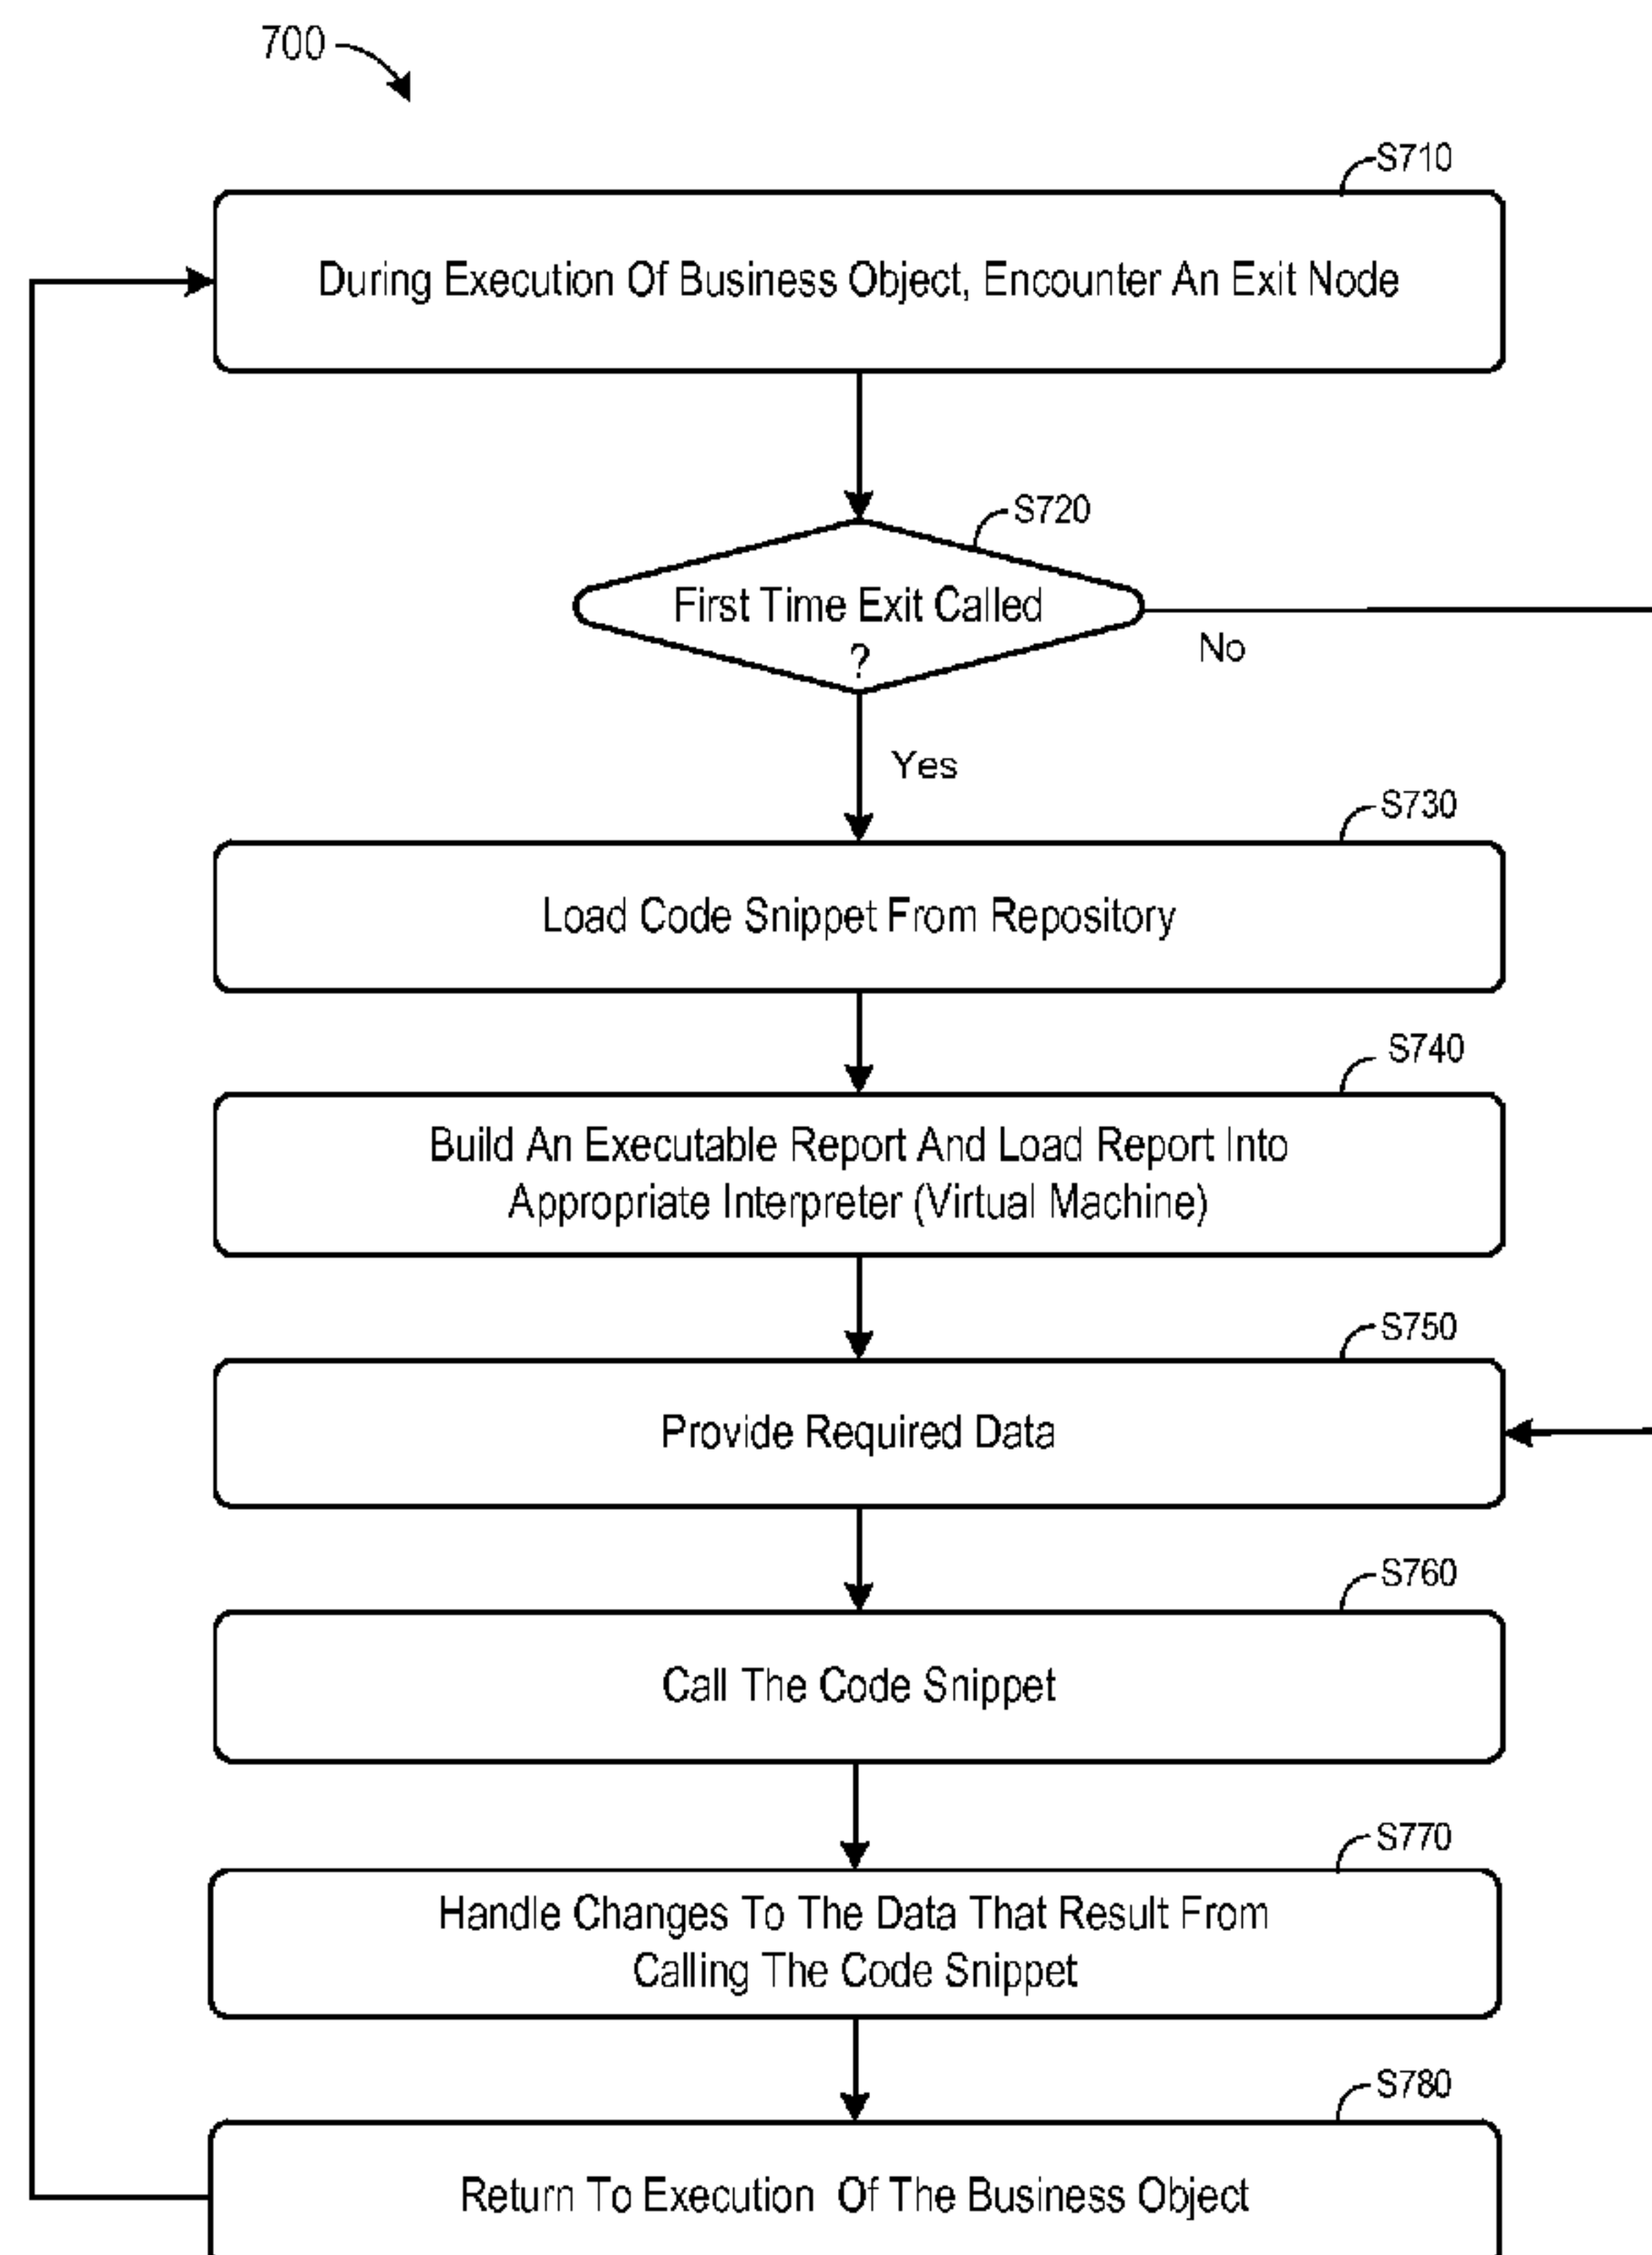 700
S710
During Execution Of Business Object, Encounter An Exit Node
S720
First Time Exit Called
?
No
Yes
S730
Load Code Snippet From Repository
S740
Build An Executable Report And Load Report Into
Appropriate Interpreter (Virtual Machine)
S750
Provide Required Data
S760
Call The Code Snippet
S770
Handle Changes To The Data That Result From
Calling The Code Snippet
S780
Return To Execution Of The Business Object